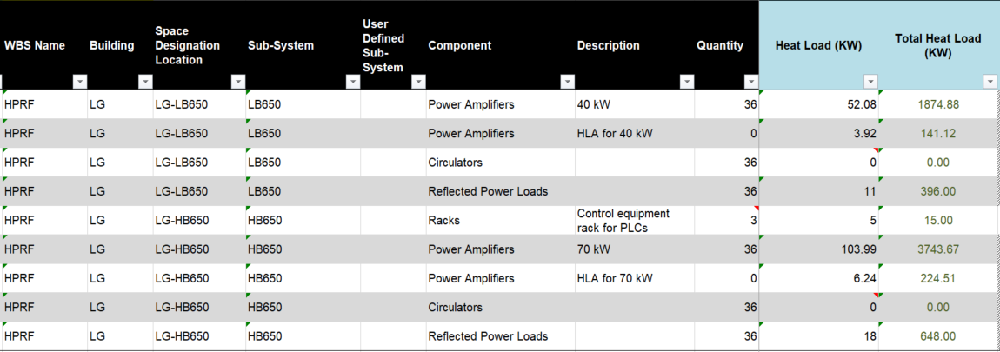 WBS Name Building Space Designation Location Sub-System User Defined Sub-System Component Description Quantity Heat Load (KW) Total Heat Load (KW)
HPRF LG LG-LB650 LB650 Power Amplifiers 40 kW 36 52.08 1874.88
HPRF LG LG-LB650 LB650 Power Amplifiers HLA for 40 kW 0 3.92 141.12
HPRF LG LG-LB650 LB650 Circulators 36 0 0.00
HPRF LG LG-LB650 LB650 Reflected Power Loads 36 11 396.00
HPRF LG LG-HB650 HB650 Racks Control equipment rack for PLCs 3 5 15.00
HPRF LG LG-HB650 HB650 Power Amplifiers 70 kW 36 103.99 3743.67
HPRF LG LG-HB650 HB650 Power Amplifiers HLA for 70 kW 0 6.24 224.51
HPRF LG LG-HB650 HB650 Circulators 36 0 0.00
HPRF LG LG-HB650 HB650 Reflected Power Loads 36 18 648.00